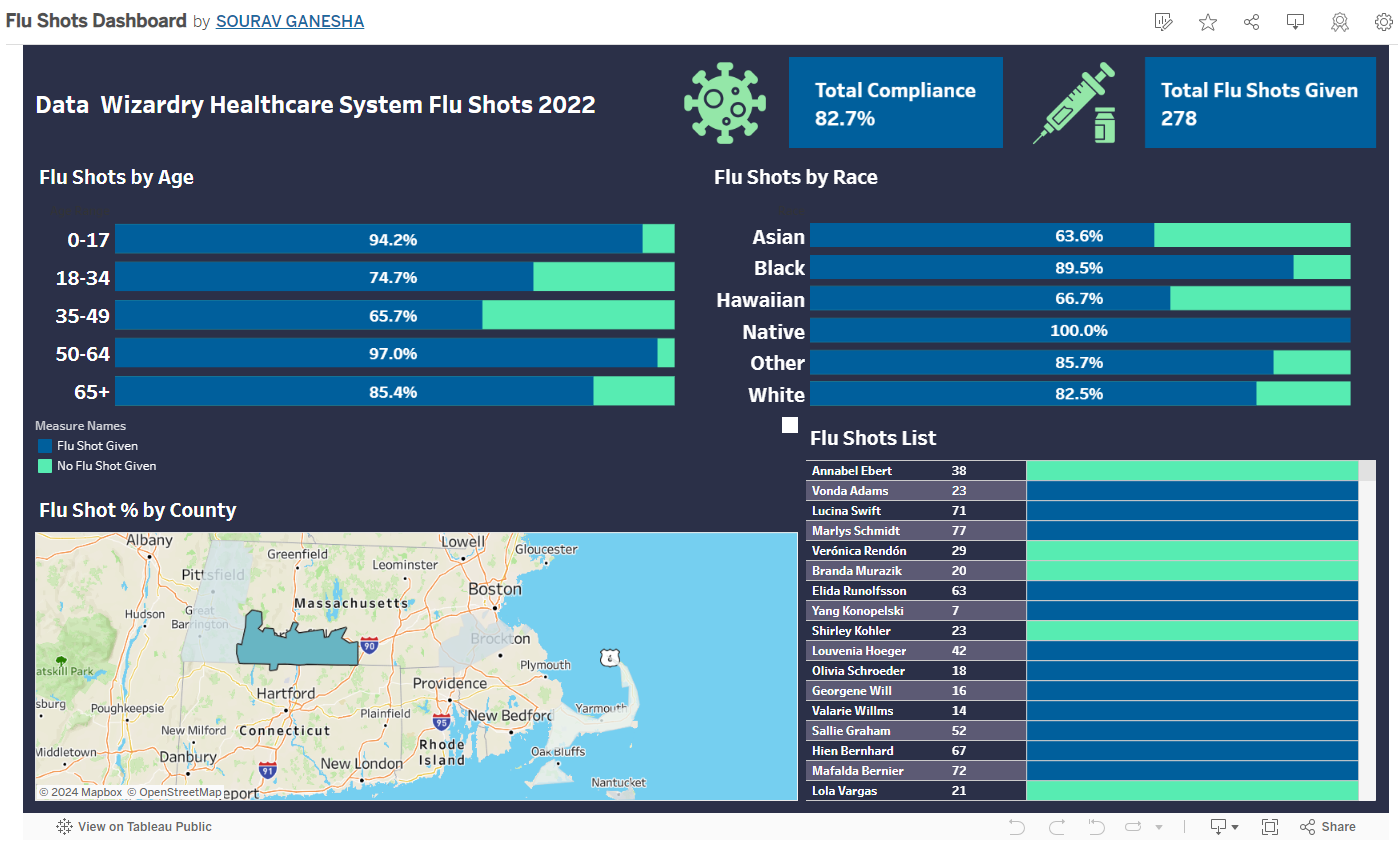 Flu Shots Dashboard by SOURAV GANESHA
Data Wizardry Healthcare System Flu Shots 2022
Total Compliance
82.7%
Total Flu Shots Given
278
Flu Shots by Age
0-17 94.2%
18-34 74.7%
35-49 65.7%
50-64 97.0%
65+ 85.4%
Measure Names
Flu Shot Given
No Flu Shot Given
Flu Shots by Race
Asian 63.6%
Black 89.5%
Hawaiian 66.7%
Native 100.0%
Other 85.7%
White 82.5%
Flu Shot % by County
Albany
Lowell
Gloucester
Greenfield
Leominster
Pittsfield
Boston
Massachusetts
Hudson
Great
Barrington
90
Brockton
atskill Park
6
Plymouth
Hartford
Providence
sburg
Poughkeepsie
Plainfield
95
New Bedford
Yarmouth
New Milford
Connecticut
Rhode
Island
Middletown
Danbury
Oak Bluffs
91
New London
Nantucket
© 2024 Mapbox © OpenStreetMap
eport
Flu Shots List
Annabel Ebert 38
Vonda Adams 23
Lucina Swift 71
Marlys Schmidt 77
Verónica Rendón 29
Branda Murazik 20
Elida Runolfsson 63
Yang Konopelski 7
Shirley Kohler 23
Louvenia Hoeger 42
Olivia Schroeder 18
Georgene Will 16
Valarie Willms 14
Sallie Graham 52
Hien Bernhard 67
Mafalda Bernier 72
Lola Vargas 21
View on Tableau Public
Share